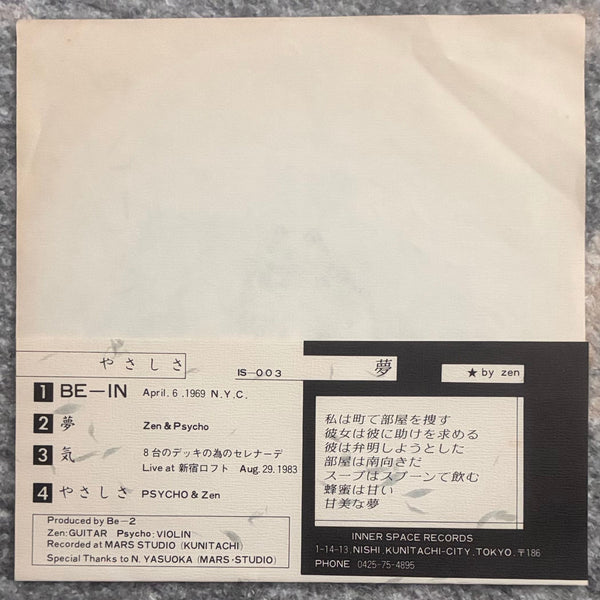 やさしさ
IS—003
1 BE—IN April. 6 ,1969 N.Y.C.
2 夢 Zen & Psycho
3 気 8台のデッキの為のセレナーデ
Live at 新宿ロフト Aug. 29. 1983
4 やさしさ PSYCHO & Zen
Produced by Be—2
Zen:GUITAR Psycho:VIOLIN
Recorded at MARS STUDIO (KUNITACHI)
Special Thanks to N. YASUOKA (MARS・STUDIO)
夢
★ by zen
私は町で部屋を捜す
彼女は彼に助けを求める
彼は弁明しようとした
部屋は南向きだ
スープはスプーンで飲む
蜂蜜は甘い
甘美な夢
INNER SPACE RECORDS
1-14-13, NISHI, KUNITACHI-CITY, TOKYO. 〒186
PHONE 0425-75-4895